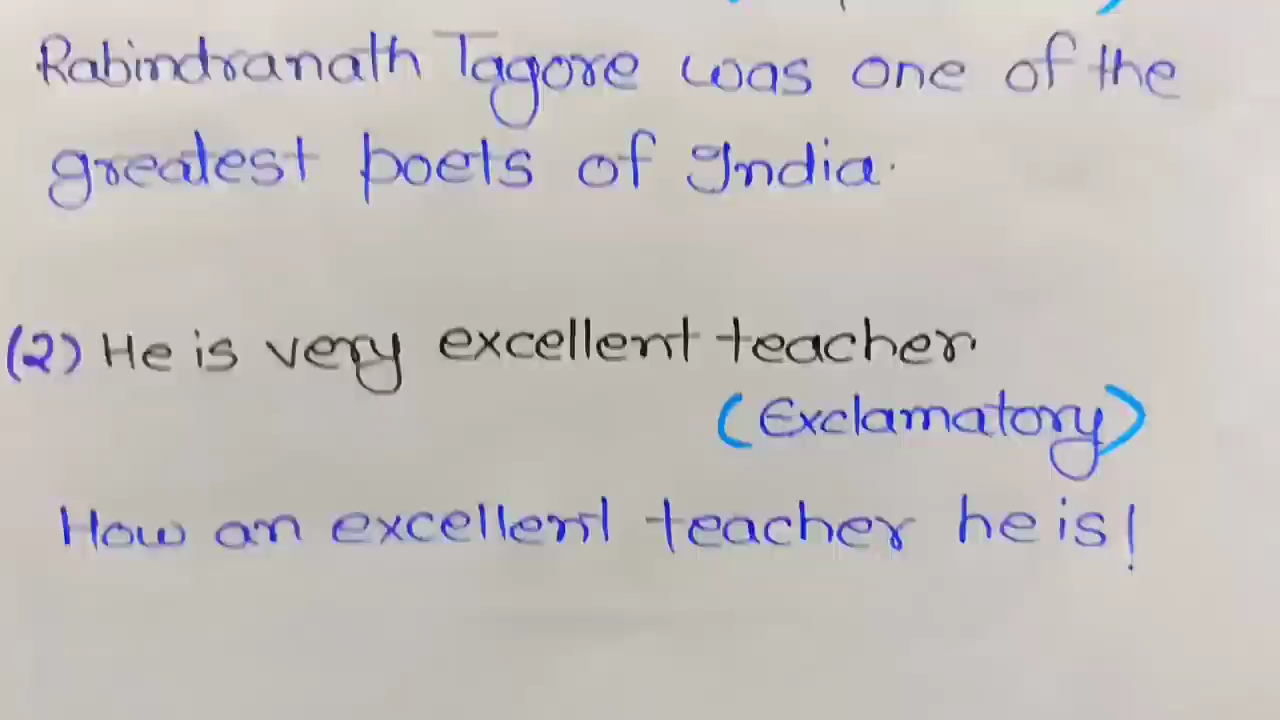 Rabindranath Tagore was one of the
greatest poets of India.
(2) He is very excellent teacher.
(Exclamatory)
How an excellent teacher he is!